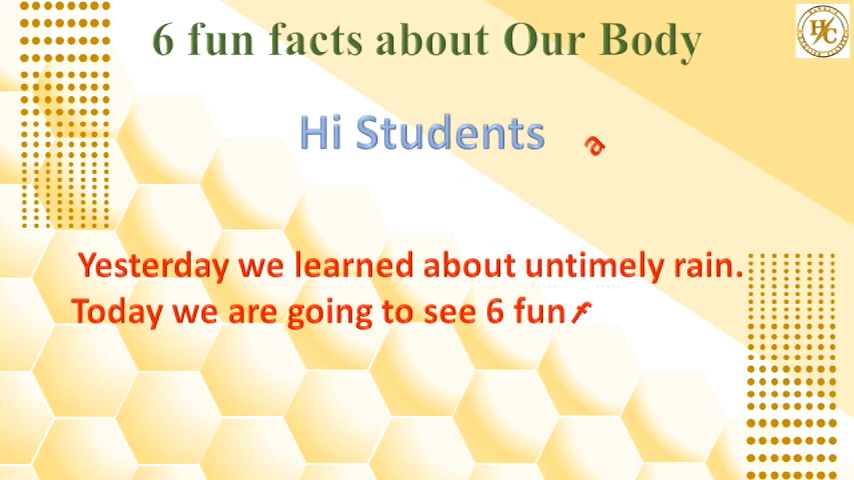 6 fun facts about Our Body
HC
Hi Students
a
Yesterday we learned about untimely rain.
Today we are going to see 6 fun f